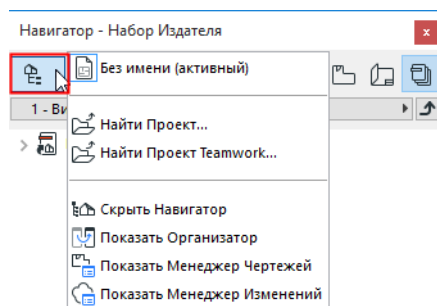 Навигатор - Набор Издателя
x
Без имени (активный)
1 - Ви
Найти Проект...
Найти Проект Teamwork...
Скрыть Навигатор
Показать Организатор
Показать Менеджер Чертежей
Показать Менеджер Изменений